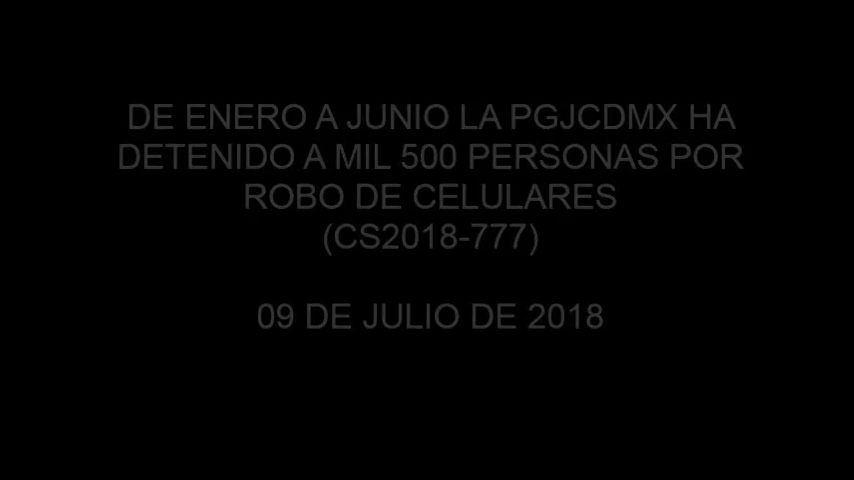 DE ENERO A JUNIO LA PGJCDMX HA
DETENIDO A MIL 500 PERSONAS POR
ROBO DE CELULARES
(CS2018-777)
09 DE JULIO DE 2018